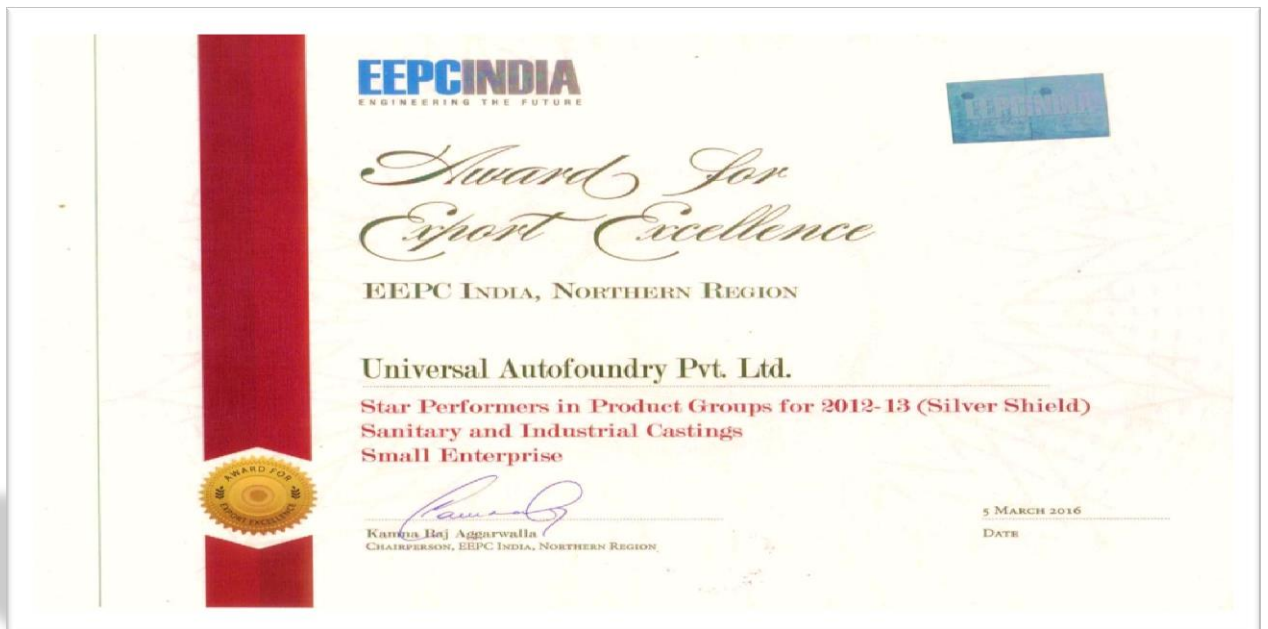 EEPCINDIA
ENGINEERING THE FUTURE
EEPCINDIA
Award for
Export Excellence
EEPC INDIA, NORTHERN REGION
Universal Autofoundry Pvt. Ltd.
Star Performers in Product Groups for 2012-13 (Silver Shield)
Sanitary and Industrial Castings
Small Enterprise
AWARD FOR
EXPORT EXCELLENCE
Kamna Raj Aggarwalla
CHAIRPERSON, EEPC INDIA, NORTHERN REGION
5 MARCH 2016
DATE